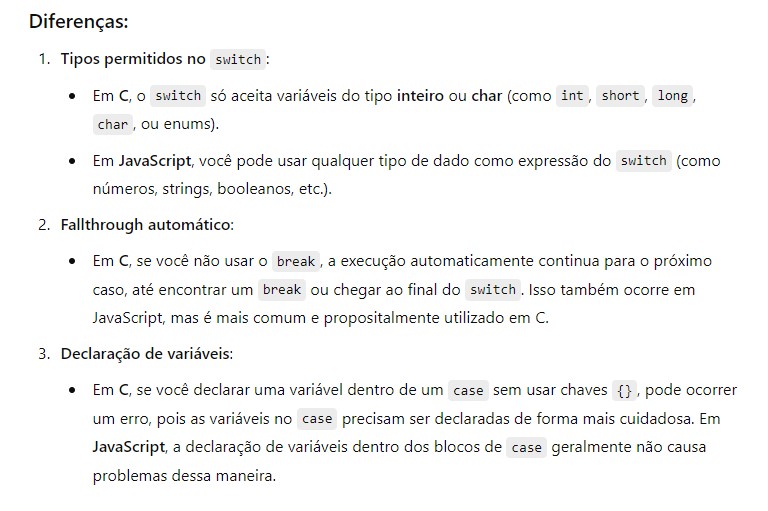 Diferenças:
1. Tipos permitidos no switch:
• Em C, o switch só aceita variáveis do tipo inteiro ou char (como int, short, long,
char, ou enums).
• Em JavaScript, você pode usar qualquer tipo de dado como expressão do switch (como
números, strings, booleanos, etc.).
2. Fallthrough automático:
• Em C, se você não usar o break, a execução automaticamente continua para o próximo
caso, até encontrar um break ou chegar ao final do switch. Isso também ocorre em
JavaScript, mas é mais comum e propositalmente utilizado em C.
3. Declaração de variáveis:
• Em C, se você declarar uma variável dentro de um case sem usar chaves {}, pode ocorrer
um erro, pois as variáveis no case precisam ser declaradas de forma mais cuidadosa. Em
JavaScript, a declaração de variáveis dentro dos blocos de case geralmente não causa
problemas dessa maneira.